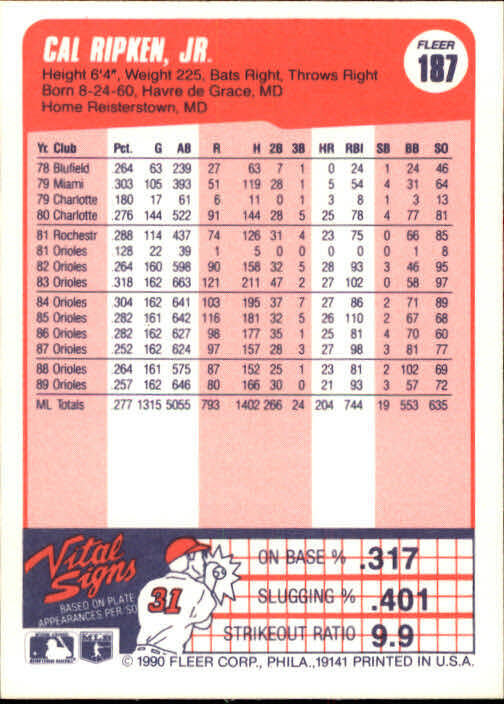 CAL RIPKEN, JR.
FLEER
187
Height 6'4", Weight 225, Bats Right, Throws Right
Born 8-24-60, Havre de Grace, MD
Home Reisterstown, MD
Yr. Club Pct. G AB R H 2B 3B HR RBI SB BB SO
78 Blufield .264 63 239 27 63 7 1 0 24 1 24 46
79 Miami .303 105 393 51 119 28 1 5 54 4 31 64
79 Charlotte .180 17 61 6 11 0 1 3 8 1 3 13
80 Charlotte .276 144 522 91 144 28 5 25 78 4 77 81
81 Rochestr .288 114 437 74 126 31 4 23 75 0 66 85
81 Orioles .128 22 39 1 5 0 0 0 0 0 1 8
82 Orioles .264 160 598 90 158 32 5 28 93 3 46 95
83 Orioles .318 162 663 121 211 47 2 27 102 0 58 97
84 Orioles .304 162 641 103 195 37 7 27 86 2 71 89
85 Orioles .282 161 642 116 181 32 5 26 110 2 67 68
86 Orioles .282 162 627 98 177 35 1 25 81 4 70 60
87 Orioles .252 162 624 97 157 28 3 27 98 3 81 77
88 Orioles .264 161 575 87 152 25 1 23 81 2 102 69
89 Orioles .257 162 646 80 166 30 0 21 93 3 57 72
ML Totals .277 1315 5055 793 1402 266 24 204 744 19 553 635
Vital
Signs
BASED ON PLATE
APPEARANCES PER/SO
31
ON BASE % .317
SLUGGING % .401
STRIKEOUT RATIO 9.9
© 1990 FLEER CORP., PHILA., 19141 PRINTED IN U.S.A.